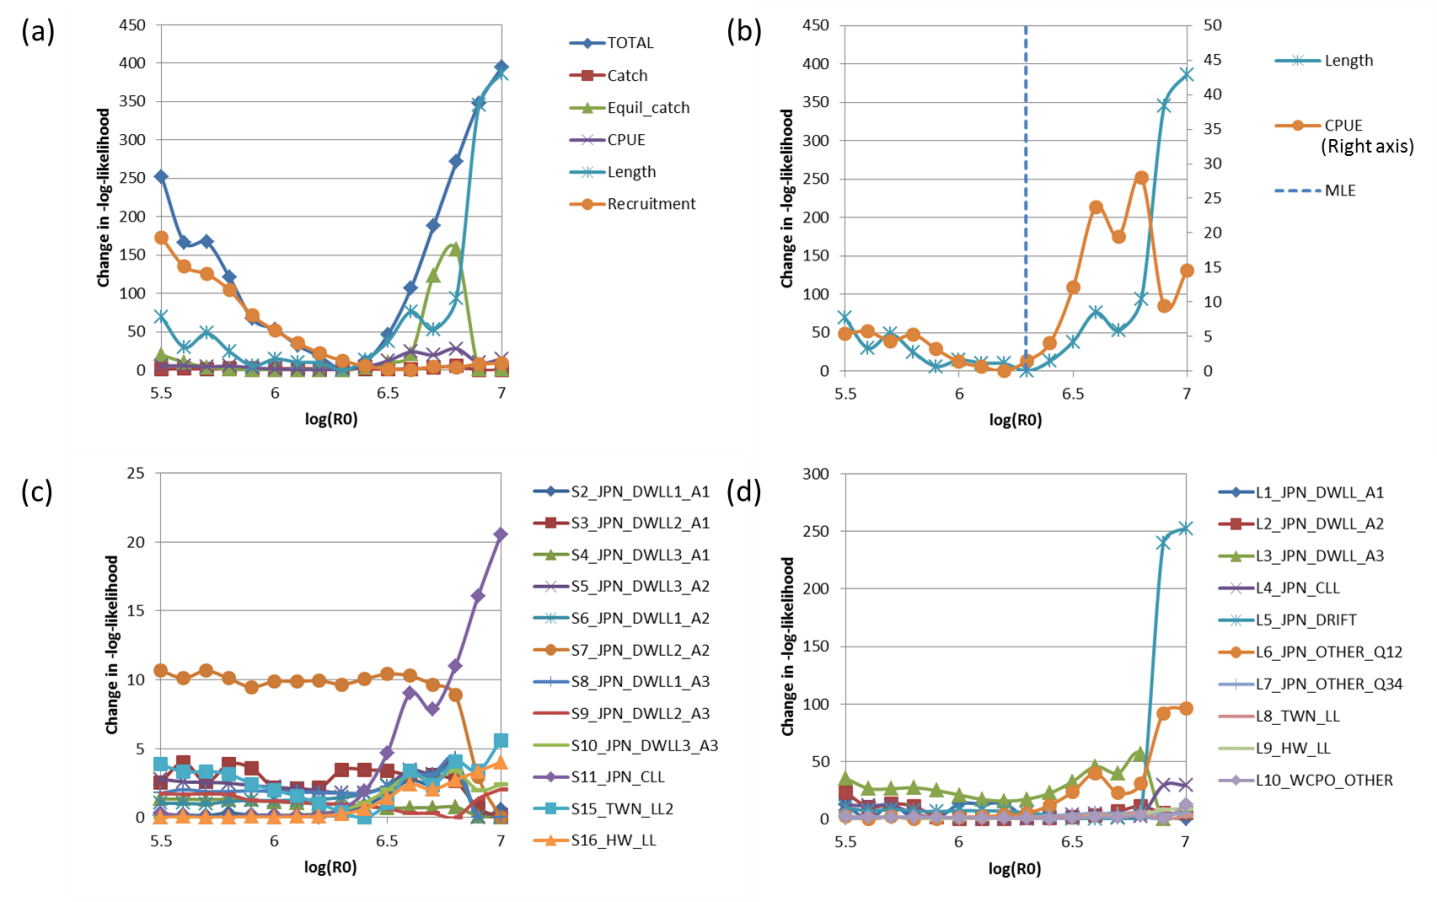 (a)
450
400
350
300
250
200
150
100
50
0
Change in -log-likelihood
5.5
6
6.5
7
log(R0)
TOTAL
Catch
Equil_catch
CPUE
Length
Recruitment
(b)
450
400
350
300
250
200
150
100
50
0
Change in -log-likelihood
50
45
40
35
30
25
20
15
10
5
0
5.5
6
6.5
7
log(R0)
Length
CPUE
(Right axis)
MLE
(c)
25
20
15
10
5
0
Change in -log-likelihood
5.5
6
6.5
7
log(R0)
S2_JPN_DWLL1_A1
S3_JPN_DWLL2_A1
S4_JPN_DWLL3_A1
S5_JPN_DWLL3_A2
S6_JPN_DWLL1_A2
S7_JPN_DWLL2_A2
S8_JPN_DWLL1_A3
S9_JPN_DWLL2_A3
S10_JPN_DWLL3_A3
S11_JPN_CLL
S15_TWN_LL2
S16_HW_LL
(d)
300
250
200
150
100
50
0
Change in -log-likelihood
5.5
6
6.5
7
log(R0)
L1_JPN_DWLL_A1
L2_JPN_DWLL_A2
L3_JPN_DWLL_A3
L4_JPN_CLL
L5_JPN_DRIFT
L6_JPN_OTHER_Q12
L7_JPN_OTHER_Q34
L8_TWN_LL
L9_HW_LL
L10_WCPO_OTHER